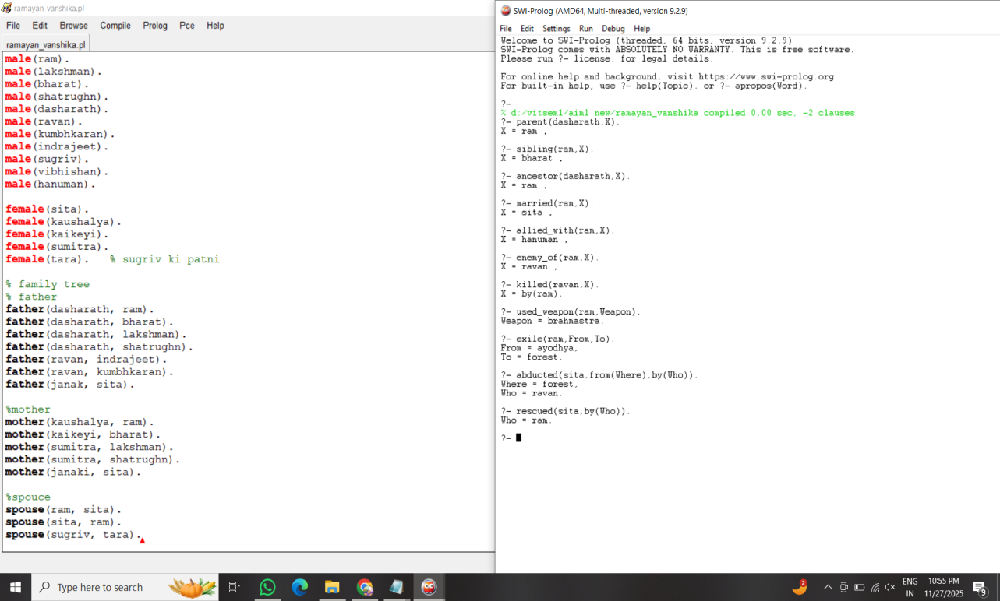 ramayan_vanshika.pl
File Edit Browse Compile Prolog Pce Help
ramayan_vanshika.pl
male(ram).
male(lakshman).
male(bharat).
male(shatrughn).
male(dasharath).
male(ravan).
male(kumbhkaran).
male(indrajeet).
male(sugriv).
male(vibhishan).
male(hanuman).
female(sita).
female(kaushalya).
female(kaikeyi).
female(sumitra).
female(tara).   % sugriv ki patni
% family tree
% father
father(dasharath, ram).
father(dasharath, bharat).
father(dasharath, lakshman).
father(dasharath, shatrughn).
father(ravan, indrajeet).
father(ravan, kumbhkaran).
father(janak, sita).
%mother
mother(kaushalya, ram).
mother(kaikeyi, bharat).
mother(sumitra, lakshman).
mother(sumitra, shatrughn).
mother(janaki, sita).
%spouce
spouse(ram, sita).
spouse(sita, ram).
spouse(sugriv, tara).
SWI-Prolog (AMD64, Multi-threaded, version 9.2.9)
File Edit Settings Run Debug Help
Welcome to SWI-Prolog (threaded, 64 bits, version 9.2.9)
SWI-Prolog comes with ABSOLUTELY NO WARRANTY. This is free software.
Please run ?- license. for legal details.
For online help and background, visit https://www.swi-prolog.org
For built-in help, use ?- help(Topic). or ?- apropos(Word).
?-
% d:/vitsem1/aiml new/ramayan_vanshika compiled 0.00 sec, -2 clauses
?- parent(dasharath,X).
X = ram ,
?- sibling(ram,X).
X = bharat ,
?- ancestor(dasharath,X).
X = ram ,
?- married(ram,X).
X = sita ,
?- allied_with(ram,X).
X = hanuman ,
?- enemy_of(ram,X).
X = ravan ,
?- killed(ravan,X).
X = by(ram).
?- used_weapon(ram,Weapon).
Weapon = brahmastra.
?- exile(ram,From,To).
From = ayodhya,
To = forest.
?- abducted(sita,from(Where),by(Who)).
Where = forest,
Who = ravan.
?- rescued(sita,by(Who)).
Who = ram.
?-
Type here to search
2
ENG
IN
10:55 PM
11/27/2025
9